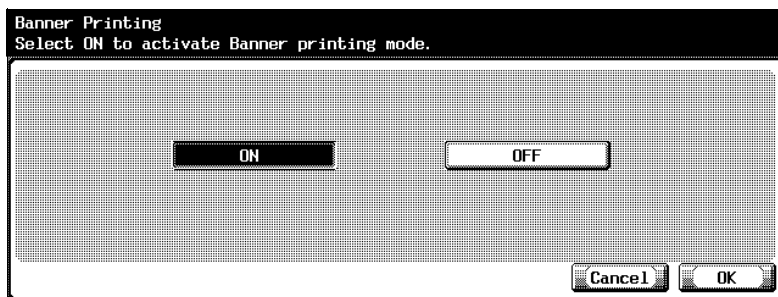 Banner Printing
Select ON to activate Banner printing mode.
ON OFF
Cancel OK